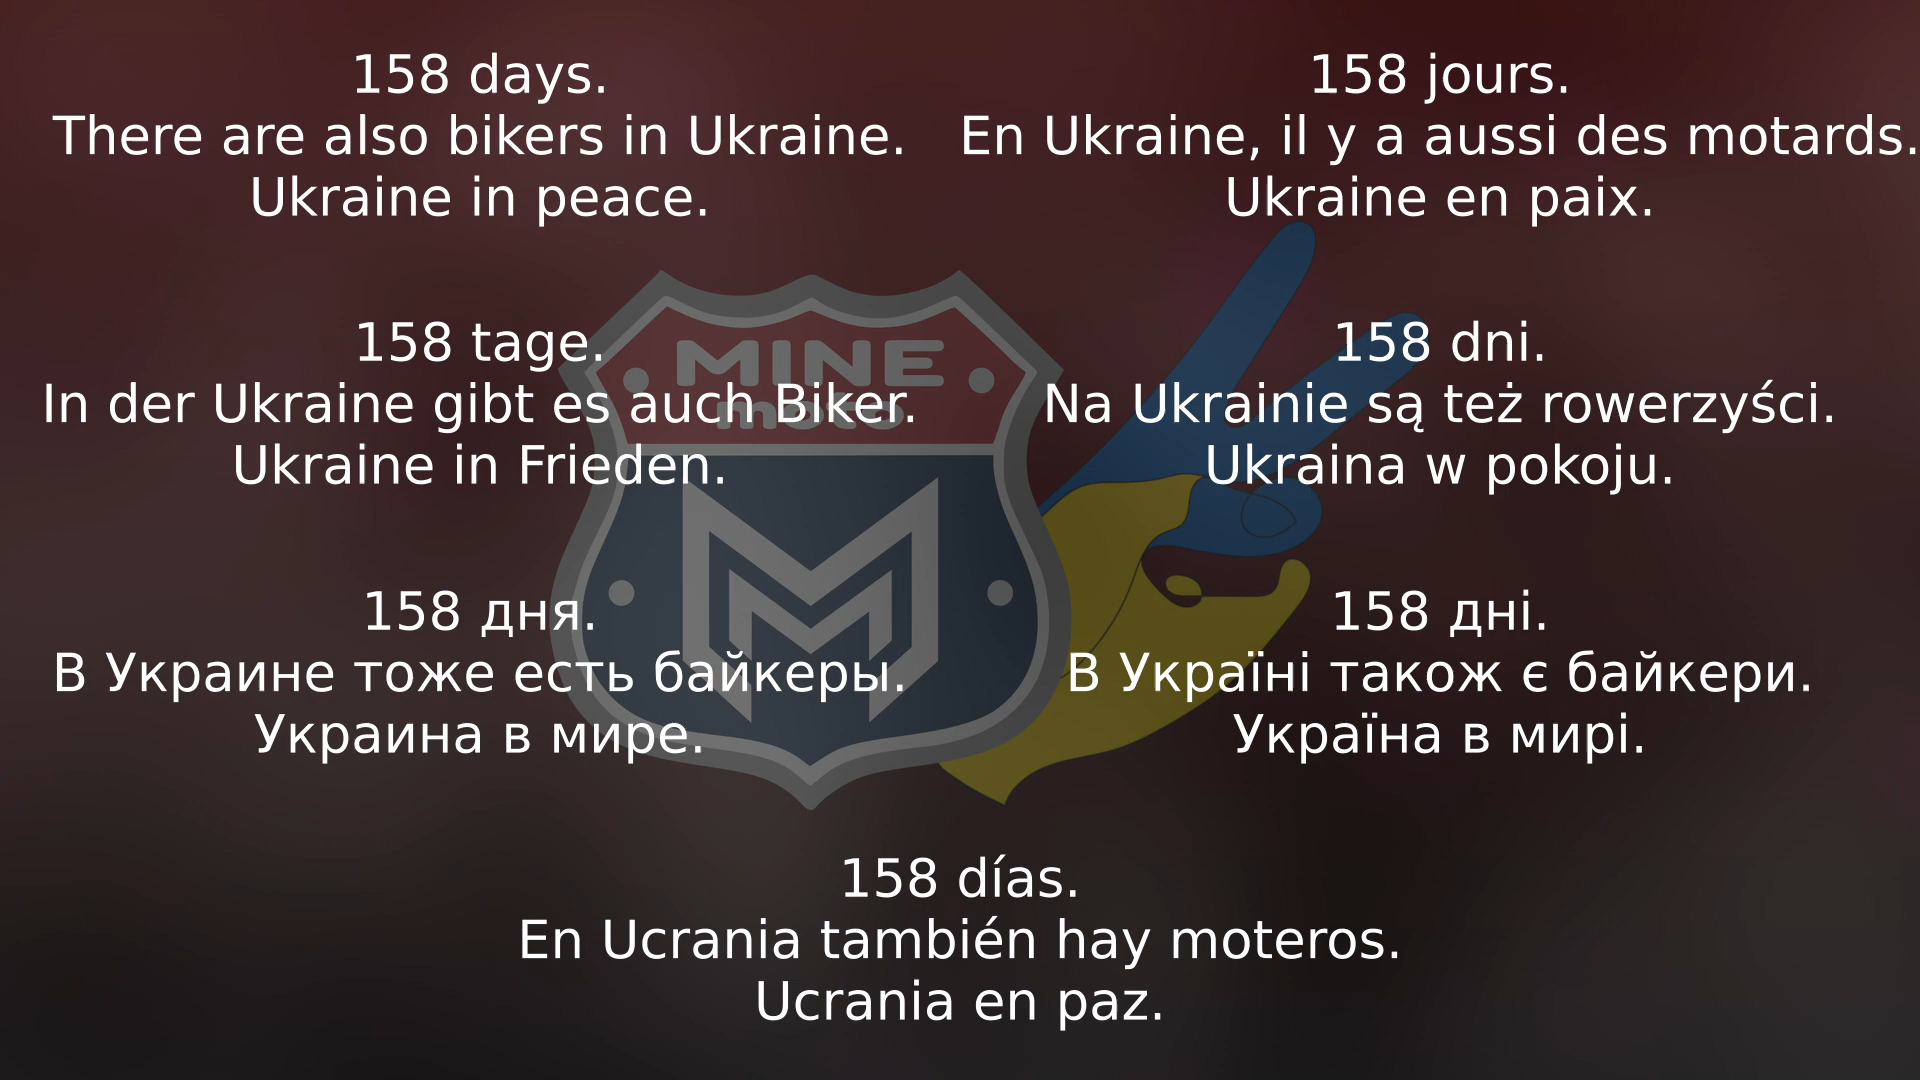 158 days.
There are also bikers in Ukraine.
Ukraine in peace.
158 jours.
En Ukraine, il y a aussi des motards.
Ukraine en paix.
MINE
moto
158 tage.
In der Ukraine gibt es auch Biker.
Ukraine in Frieden.
158 dni.
Na Ukrainie są też rowerzyści.
Ukraina w pokoju.
158 дня.
В Украине тоже есть байкеры.
Украина в мире.
158 дні.
В Україні також є байкери.
Україна в мирі.
158 días.
En Ucrania también hay moteros.
Ucrania en paz.